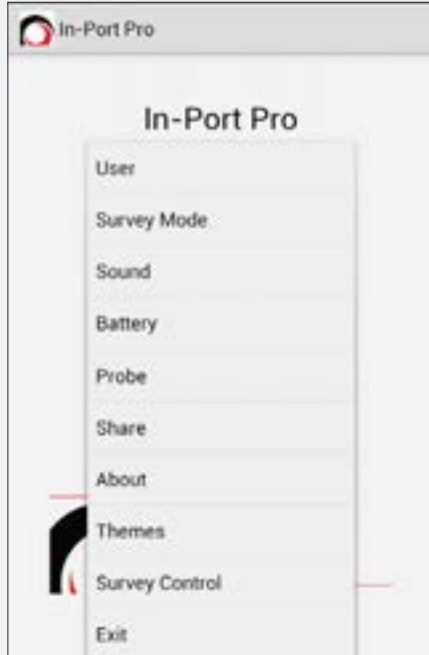 In-Port Pro
In-Port Pro
User
Survey Mode
Sound
Battery
Probe
Share
About
Themes
Survey Control
Exit